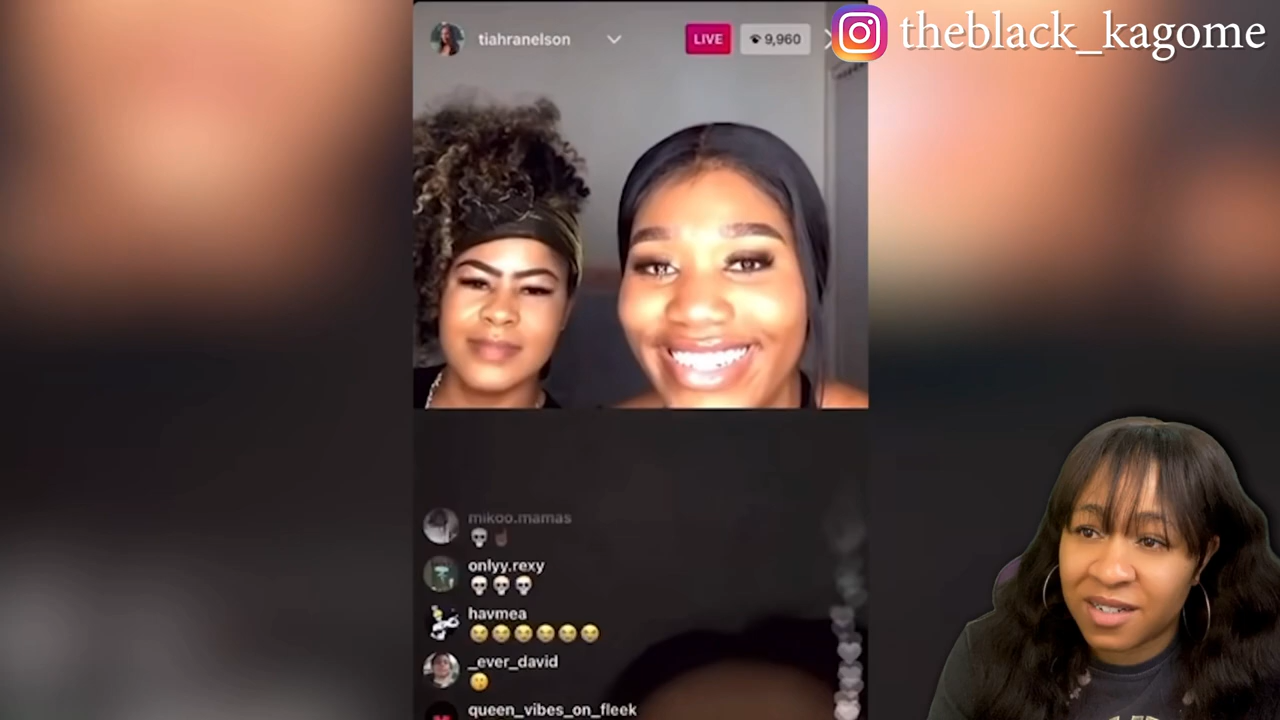 tiahranelson
LIVE
9,960
theblack_kagome
mikoo.mamas
onlyy.rexy
havmea
_ever_david
queen_vibes_on_fleek